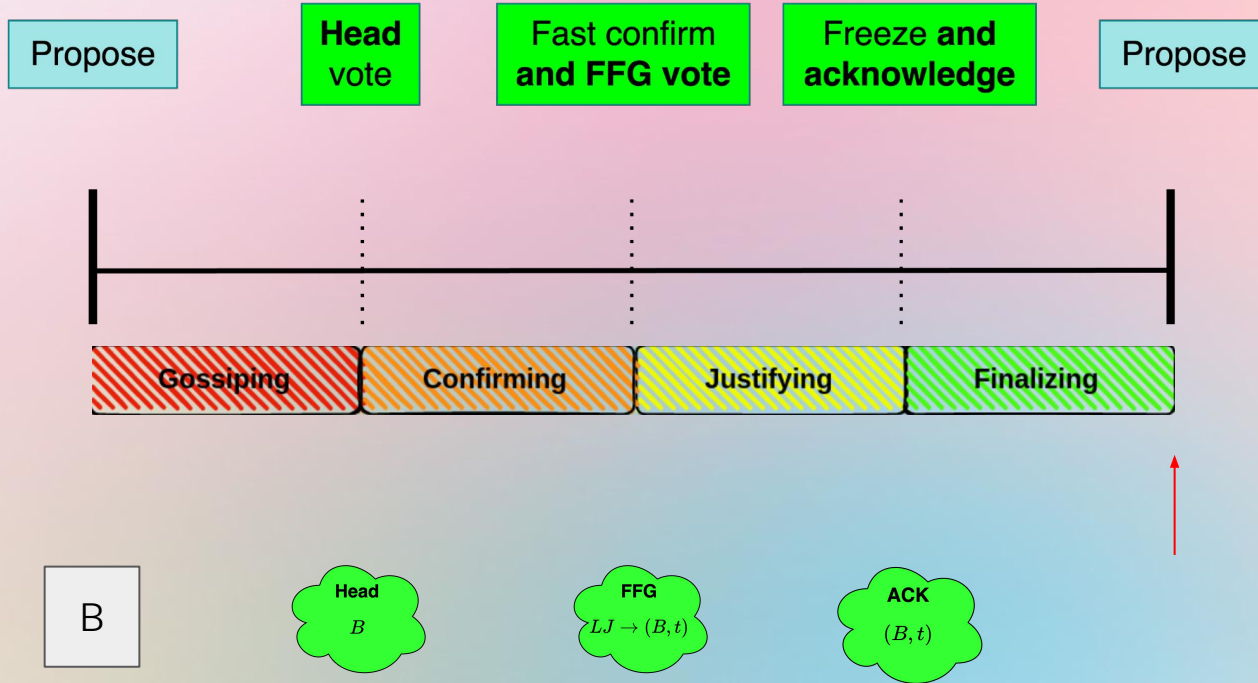 Propose
Head
vote
Fast confirm
and FFG vote
Freeze and
acknowledge
Propose
Gossiping
Confirming
Justifying
Finalizing
B
Head
B
FFG
LJ → (B, t)
ACK
(B, t)